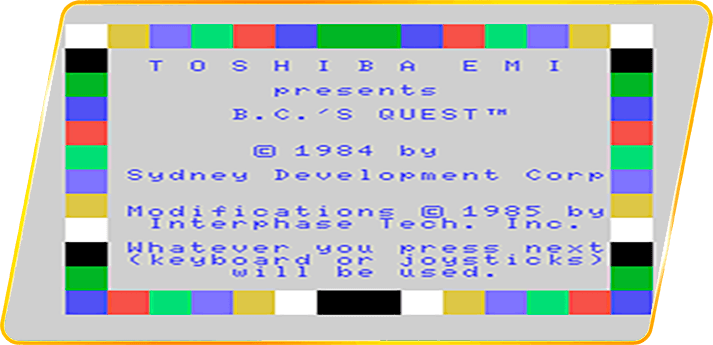 TOSHIBA EMI
presents
B.C.'S QUEST™
© 1984 by
Sydney Development Corp
Modifications © 1985 by
Interphase Tech. Inc.
Whatever you press next
(keyboard or joysticks)
will be used.